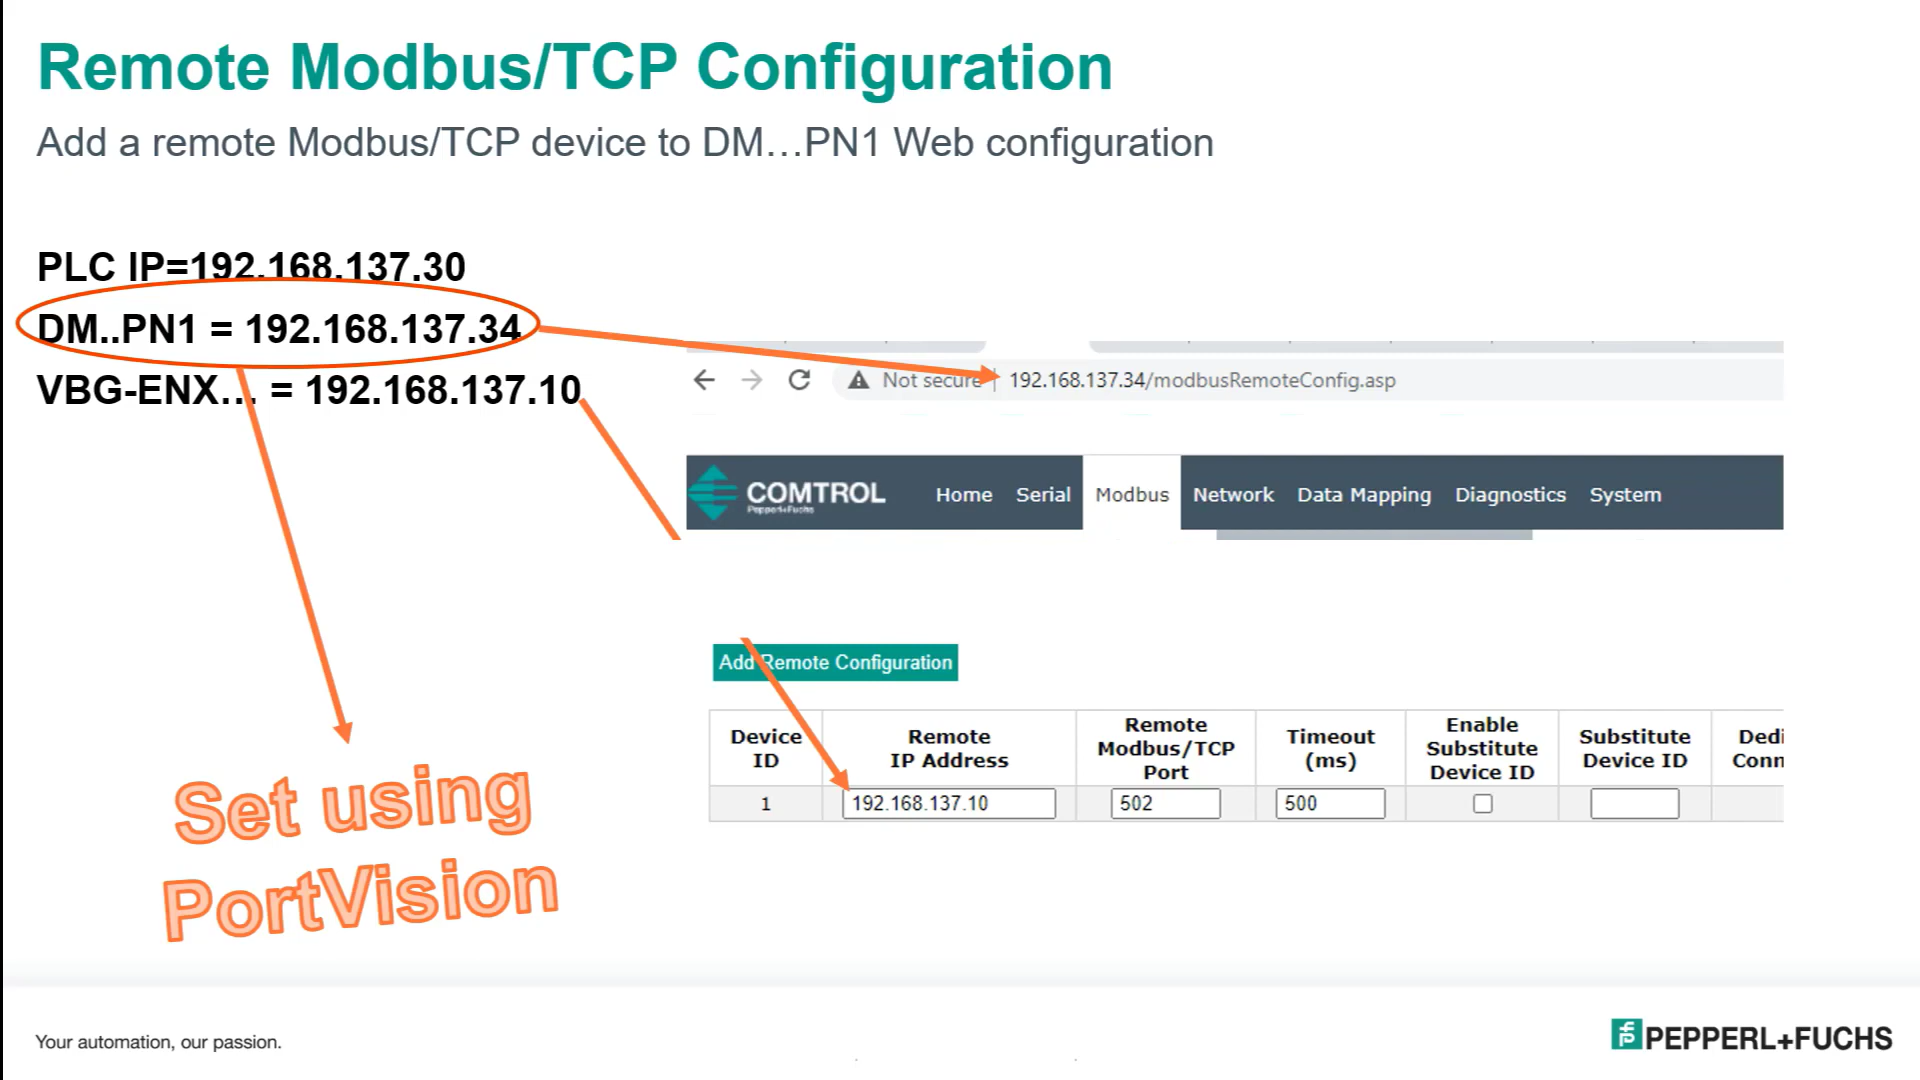 Remote Modbus/TCP Configuration
Add a remote Modbus/TCP device to DM…PN1 Web configuration
PLC IP=192.168.137.30
DM..PN1 = 192.168.137.34
VBG-ENX… = 192.168.137.10
Not secure | 192.168.137.34/modbusRemoteConfig.asp
COMTROL
Pepperl+Fuchs
Home Serial Modbus Network Data Mapping Diagnostics System
Add Remote Configuration
Device ID
Remote IP Address
Remote Modbus/TCP Port
Timeout (ms)
Enable Substitute Device ID
Substitute Device ID
Dedi
Conn
1 192.168.137.10 502 500
Set using
PortVision
Your automation, our passion.
PEPPERL+FUCHS